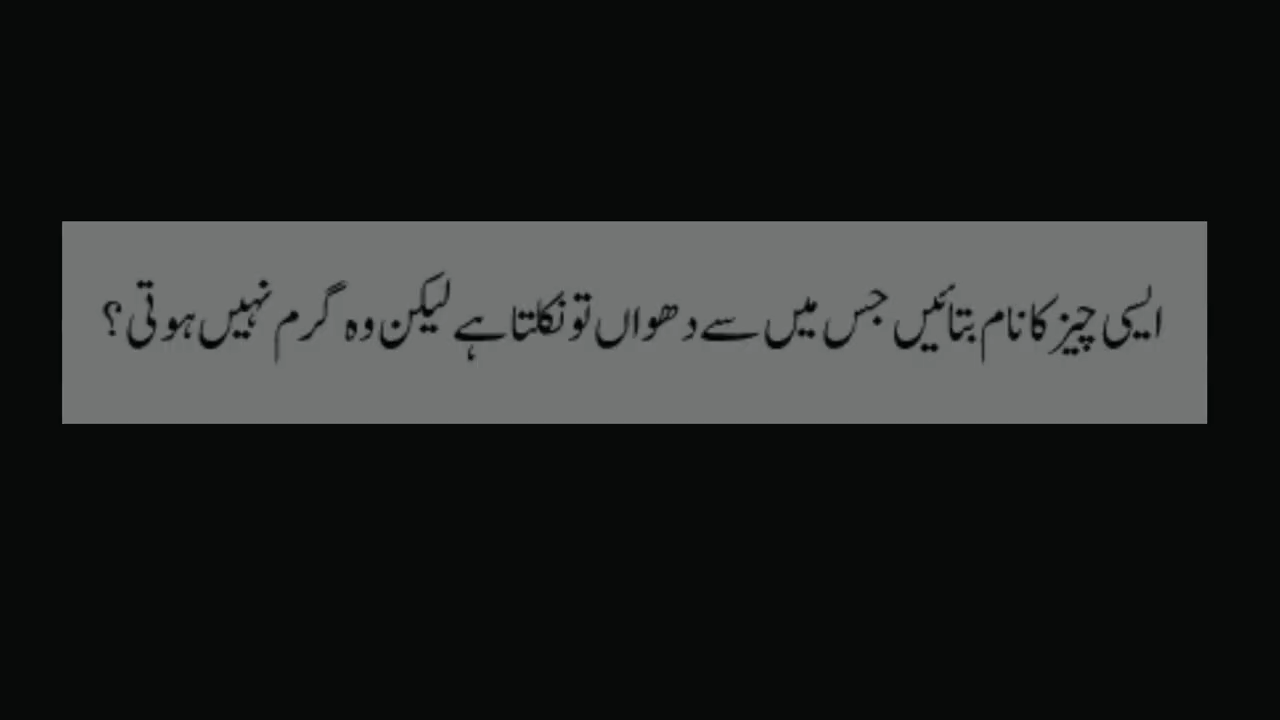 ایسی چیز کا نام بتائیں جس میں سے دھواں تو نکلتا ہے لیکن وہ گرم نہیں ہوتی؟